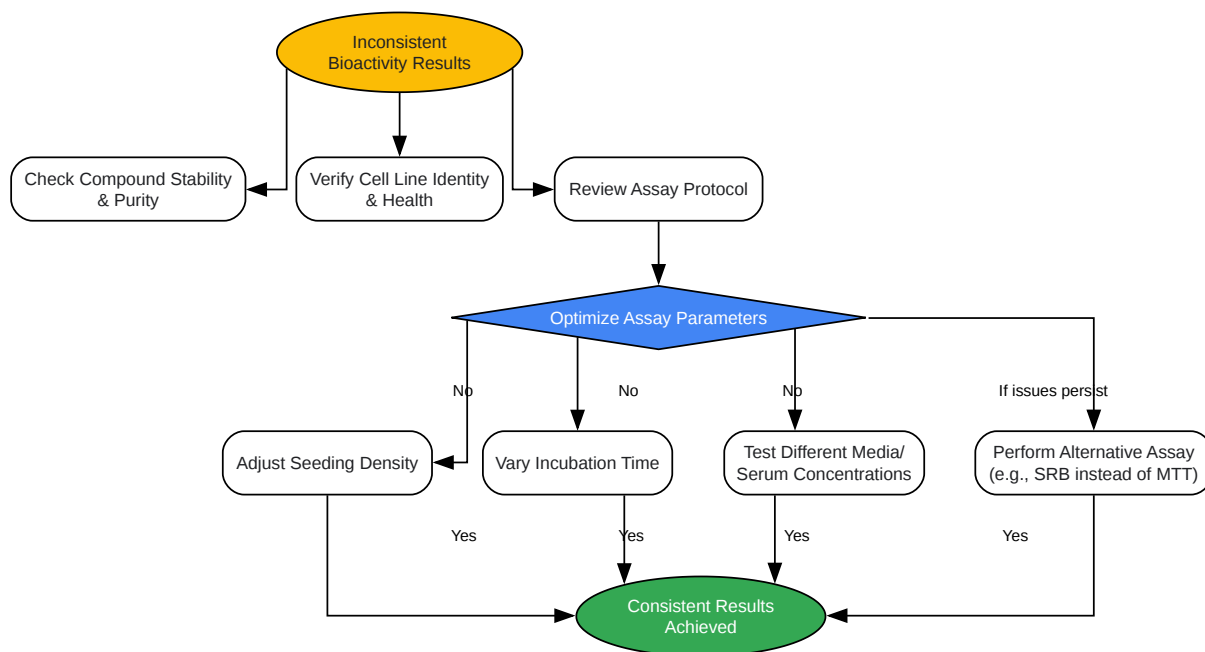 Inconsistent
Bioactivity Results
Check Compound Stability
& Purity
Verify Cell Line Identity
& Health
Review Assay Protocol
Optimize Assay Parameters
No
No
No
If issues persist
Adjust Seeding Density
Vary Incubation Time
Test Different Media/
Serum Concentrations
Perform Alternative Assay
(e.g., SRB instead of MTT)
Yes
Yes
Yes
Yes
Consistent Results
Achieved